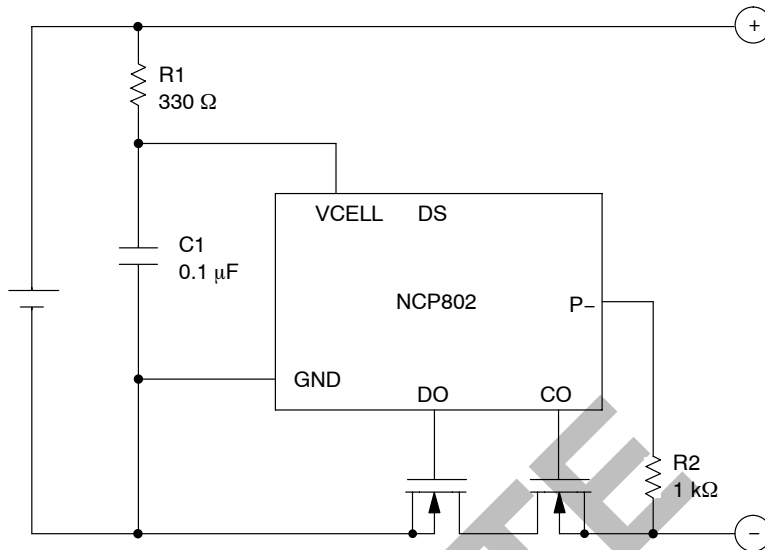 +
R1
330 Ω
VCELL DS
C1
0.1 μF
NCP802
P−
GND
DO CO
R2
1 kΩ
−